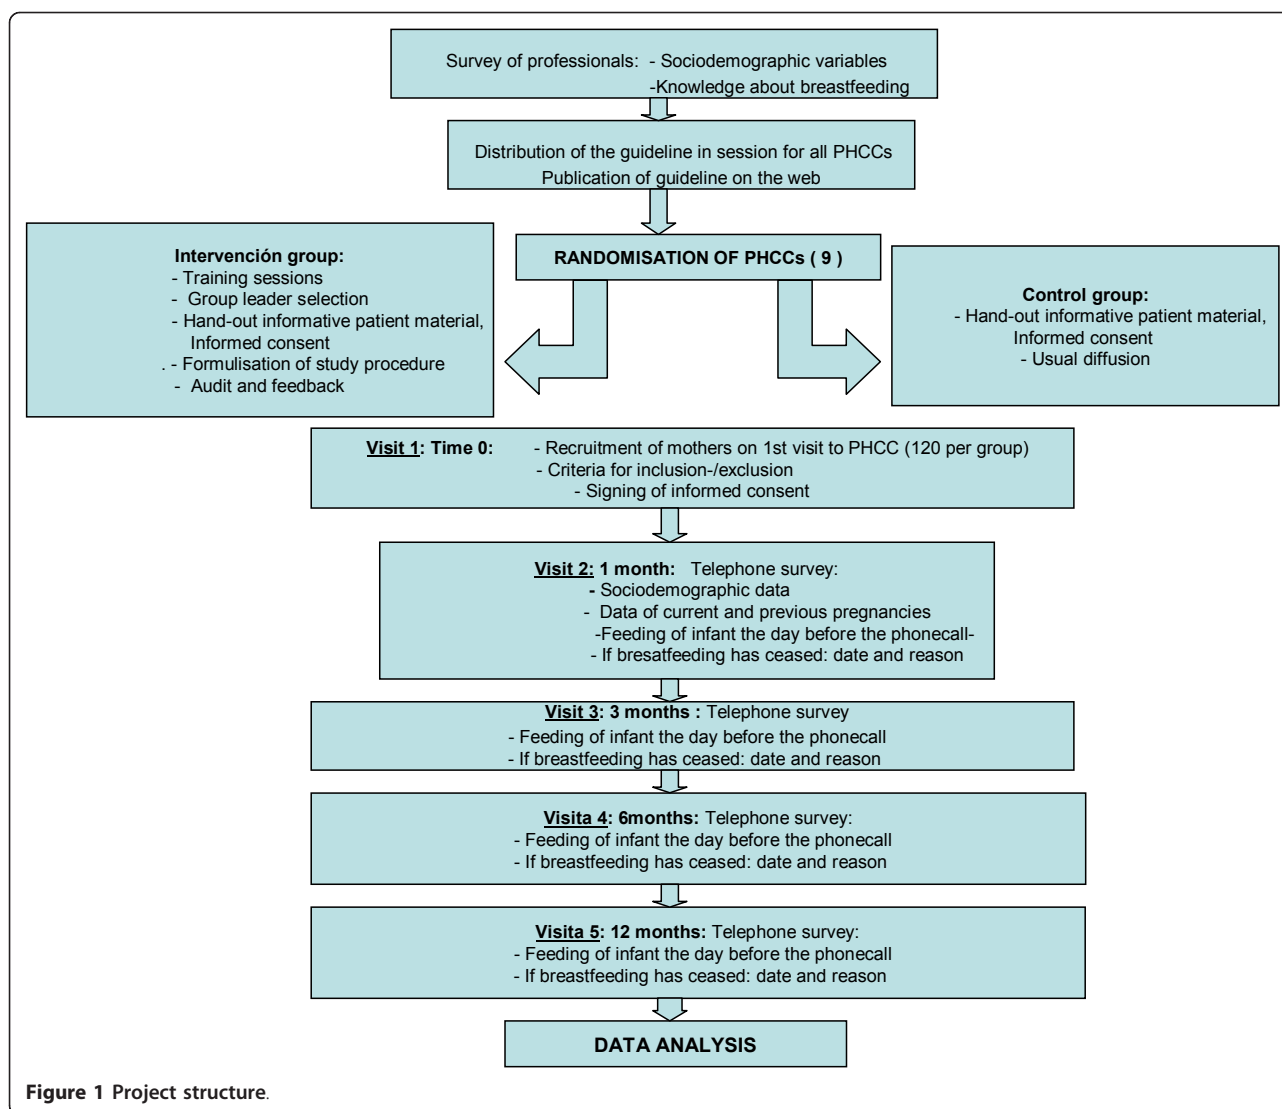 Survey of professionals: - Sociodemographic variables
-Knowledge about breastfeeding
Distribution of the guideline in session for all PHCCs
Publication of guideline on the web
RANDOMISATION OF PHCCs ( 9 )
Intervención group:
- Training sessions
- Group leader selection
- Hand-out informative patient material,
Informed consent
. - Formulisation of study procedure
- Audit and feedback
Control group:
- Hand-out informative patient material,
Informed consent
- Usual diffusion
Visit 1: Time 0: - Recruitment of mothers on 1st visit to PHCC (120 per group)
- Criteria for inclusion-/exclusion
- Signing of informed consent
Visit 2: 1 month: Telephone survey:
- Sociodemographic data
- Data of current and previous pregnancies
-Feeding of infant the day before the phonecall-
- If bresatfeeding has ceased: date and reason
Visit 3: 3 months : Telephone survey
- Feeding of infant the day before the phonecall
- If breastfeeding has ceased: date and reason
Visita 4: 6months: Telephone survey:
- Feeding of infant the day before the phonecall
- If breastfeeding has ceased: date and reason
Visita 5: 12 months: Telephone survey:
- Feeding of infant the day before the phonecall
- If breastfeeding has ceased: date and reason
DATA ANALYSIS
Figure 1 Project structure.